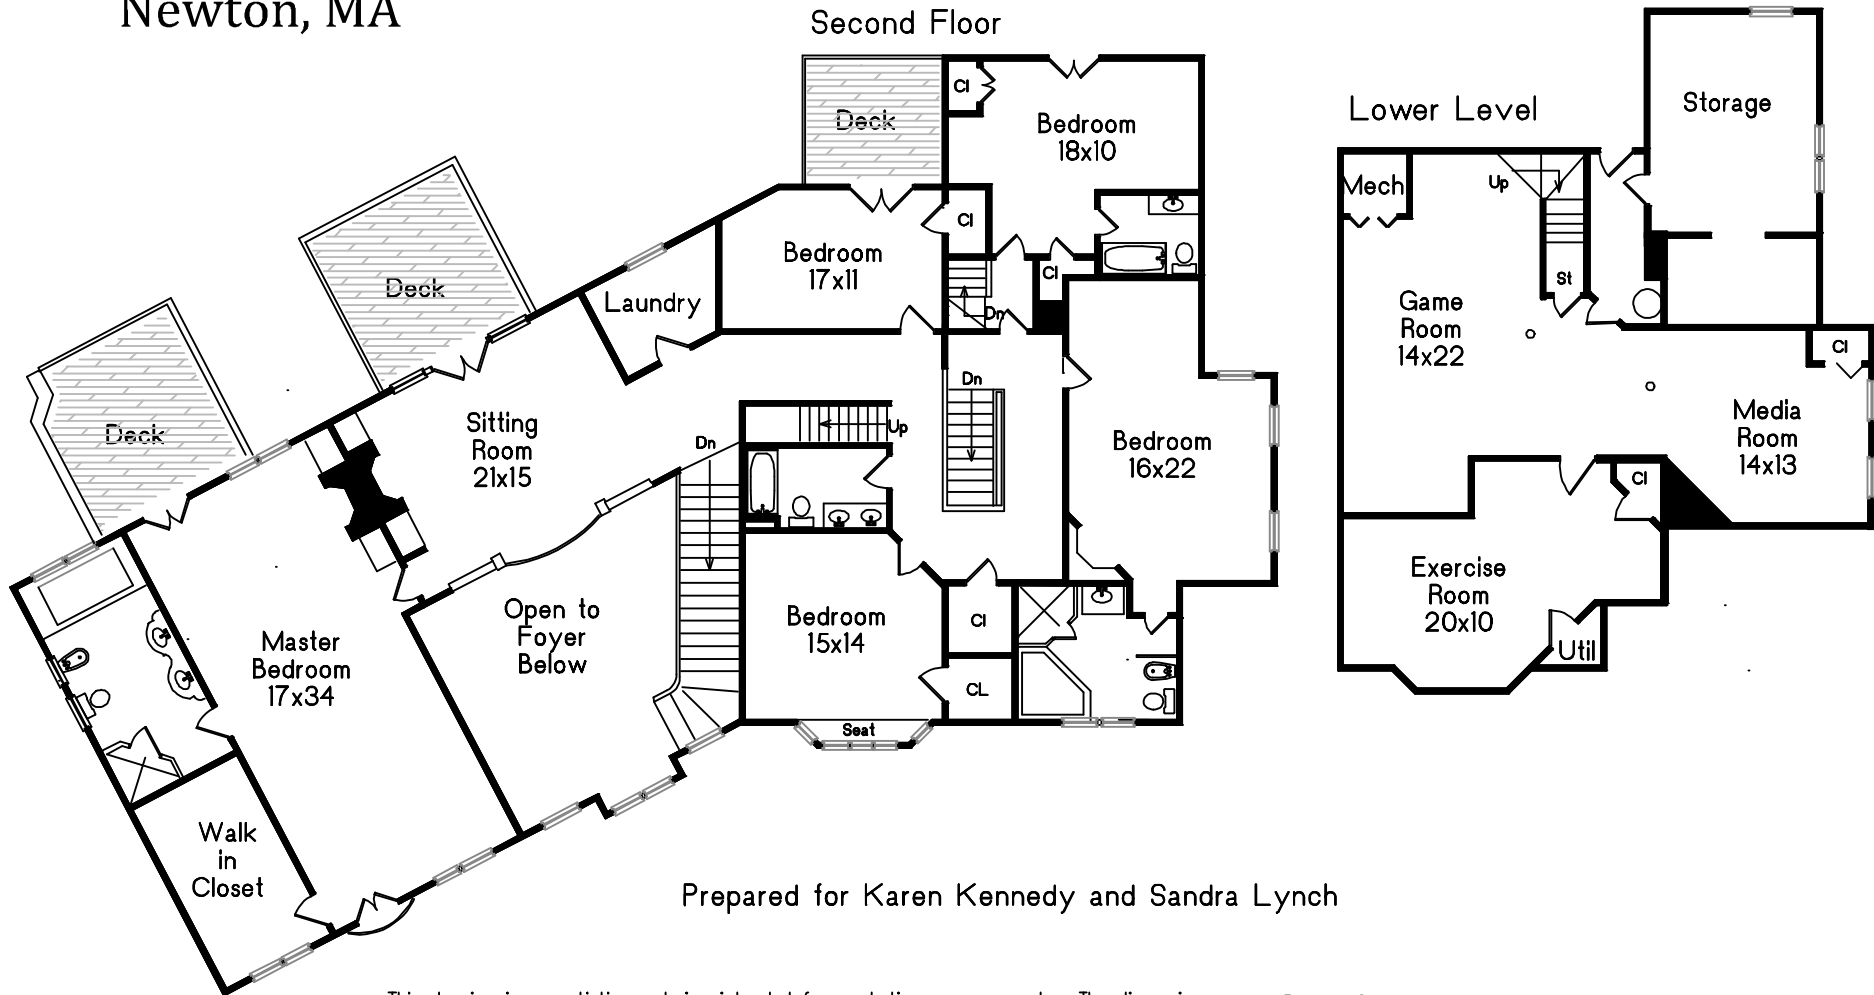 Newton, MA
Second Floor
Deck
Cl
Bedroom
18x10
Cl
Bedroom
17x11
Cl
Dn
Laundry
Deck
Deck
Sitting
Room
21x15
Dn
Up
Dn
Bedroom
16x22
Open to
Foyer
Below
Bedroom
15x14
Cl
CL
Seat
Master
Bedroom
17x34
Walk
in
Closet
Lower Level
Storage
Mech
Up
St
Game
Room
14x22
Cl
Media
Room
14x13
Cl
Exercise
Room
20x10
Util
Prepared for Karen Kennedy and Sandra Lynch